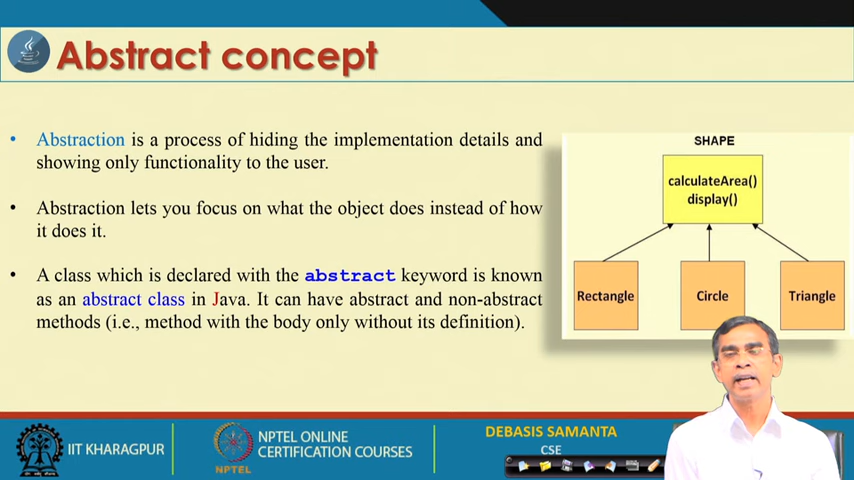 Abstract concept
• Abstraction is a process of hiding the implementation details and
showing only functionality to the user.
• Abstraction lets you focus on what the object does instead of how
it does it.
• A class which is declared with the abstract keyword is known
as an abstract class in Java. It can have abstract and non-abstract
methods (i.e., method with the body only without its definition).
SHAPE
calculateArea()
display()
Rectangle
Circle
Triangle
IIT KHARAGPUR
NPTEL
NPTEL ONLINE
CERTIFICATION COURSES
DEBASIS SAMANTA
CSE